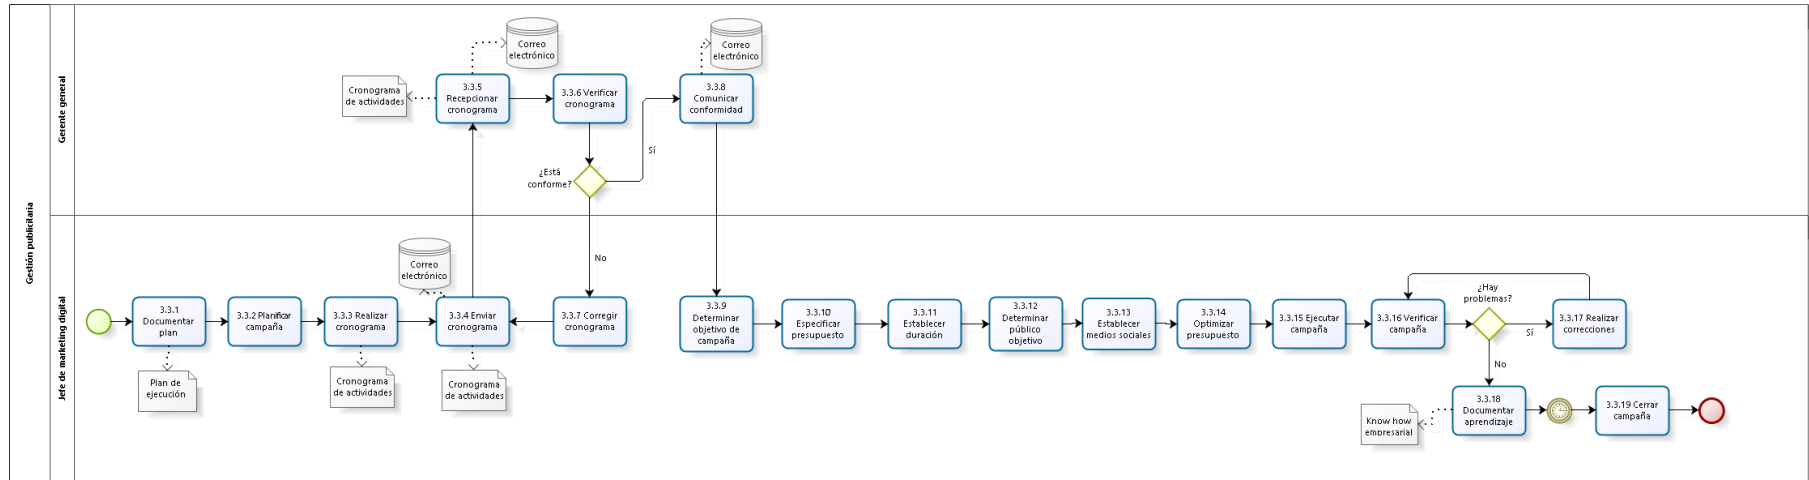 Gestión publicitaria
Gerente general
Correo
electrónico
Correo
electrónico
Cronograma
de actividades
3.3.5
Recepcionar
cronograma
3.3.6 Verificar
cronograma
3.3.8
Comunicar
conformidad
¿Está
conforme?
Sí
No
Jefe de marketing digital
Correo
electrónico
3.3.1
Documentar
plan
3.3.2 Planificar
campaña
3.3.3 Realizar
cronograma
3.3.4 Enviar
cronograma
3.3.7 Corregir
cronograma
3.3.9
Determinar
objetivo de
campaña
3.3.10
Especificar
presupuesto
3.3.11
Establecer
duración
3.3.12
Determinar
público
objetivo
3.3.13
Establecer
medios sociales
3.3.14
Optimizar
presupuesto
3.3.15 Ejecutar
campaña
3.3.16 Verificar
campaña
¿Hay
problemas?
Sí
3.3.17 Realizar
correcciones
No
Plan de
ejecución
Cronograma
de actividades
Cronograma
de actividades
Know how
empresarial
3.3.18
Documentar
aprendizaje
3.3.19 Cerrar
campaña